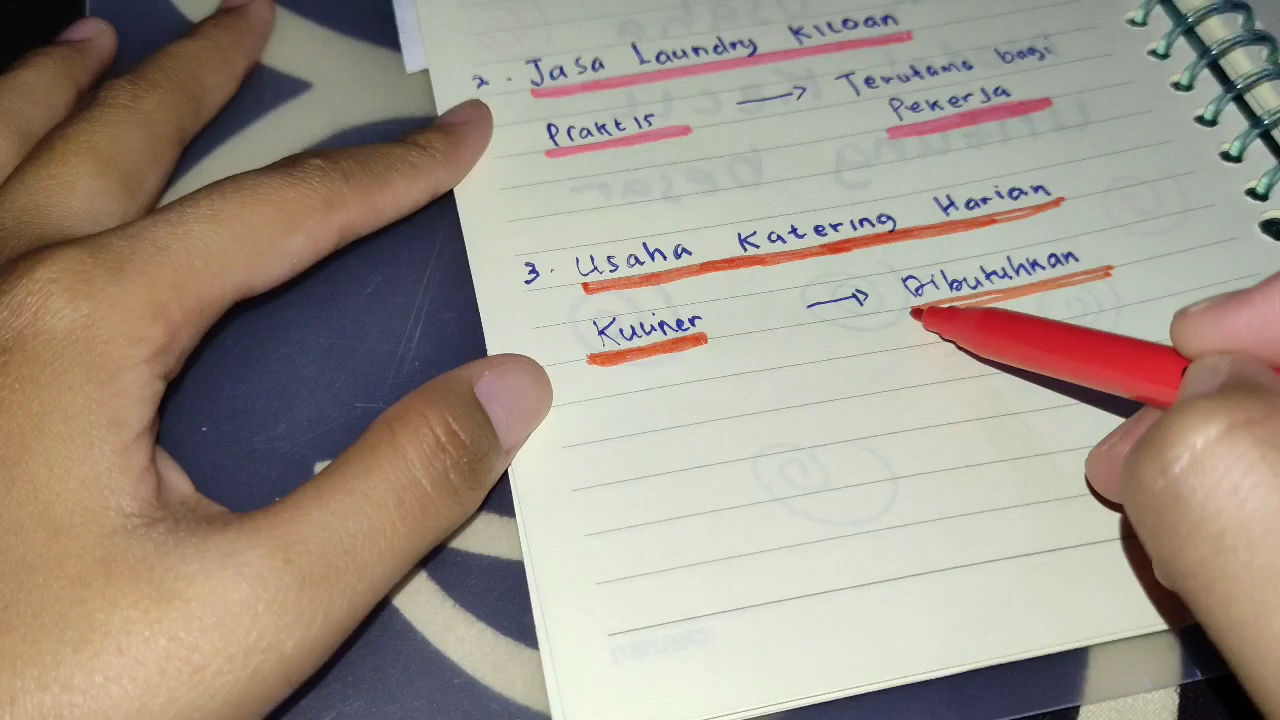 2. Jasa Laundry Kiloan
Praktis → Terutama bagi
Pekerja
3. Usaha Katering Harian
Kuliner → Dibutuhkan